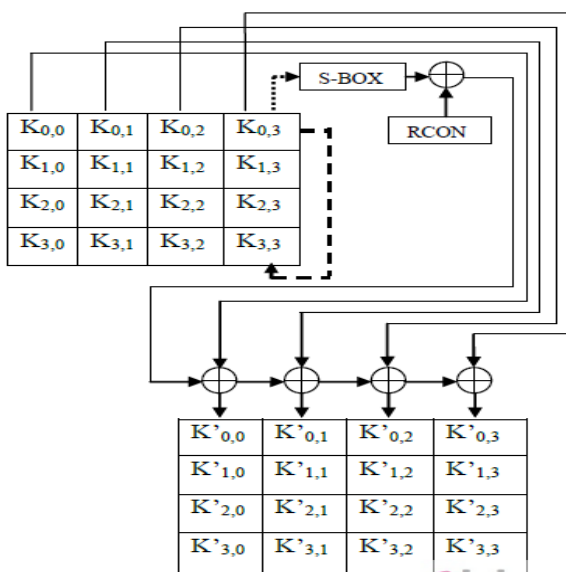 S-BOX
RCON
K0,0 K0,1 K0,2 K0,3
K1,0 K1,1 K1,2 K1,3
K2,0 K2,1 K2,2 K2,3
K3,0 K3,1 K3,2 K3,3
K’0,0 K’0,1 K’0,2 K’0,3
K’1,0 K’1,1 K’1,2 K’1,3
K’2,0 K’2,1 K’2,2 K’2,3
K’3,0 K’3,1 K’3,2 K’3,3